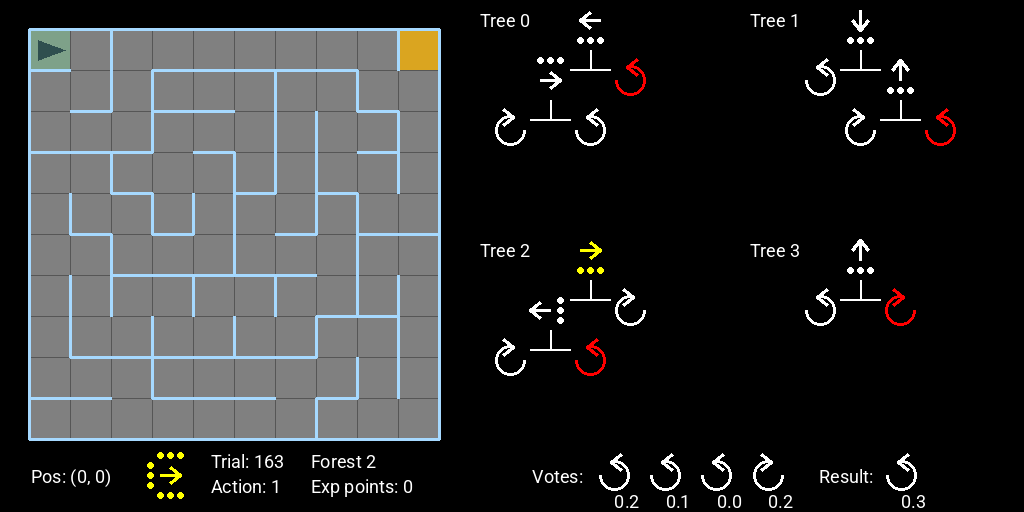 Tree 0
Tree 1
Tree 2
Tree 3
Pos: (0, 0)
Trial: 163
Forest 2
Action: 1
Exp points: 0
Votes:
0.2
0.1
0.0
0.2
Result:
0.3